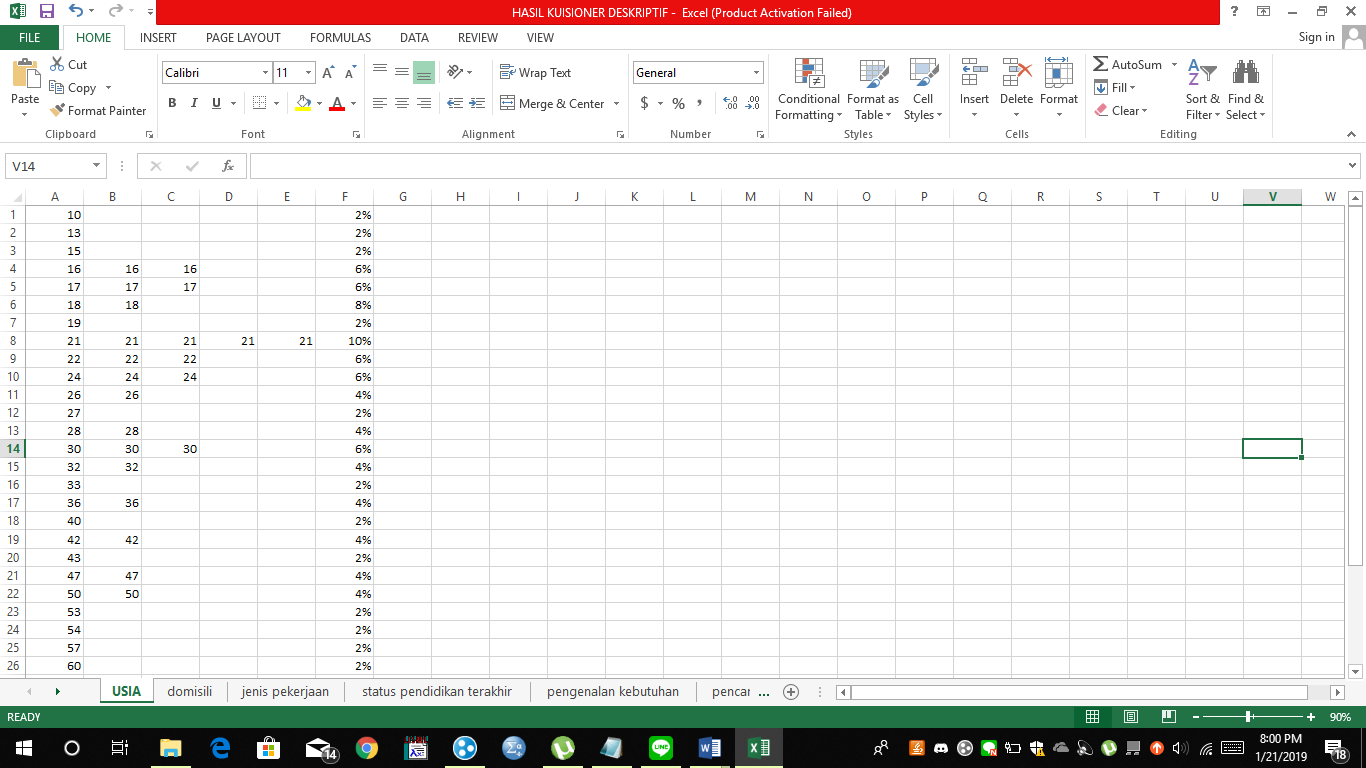 HASIL KUISIONER DESKRIPTIF - Excel (Product Activation Failed)
FILE HOME INSERT PAGE LAYOUT FORMULAS DATA REVIEW VIEW Sign in
Paste Cut Copy Format Painter Clipboard
Calibri 11 B I U A Font
Wrap Text Merge & Center Alignment
General $ % , Number
Conditional Formatting Format as Table Cell Styles Styles
Insert Delete Format Cells
AutoSum Fill Clear Sort & Filter Find & Select Editing
V14 fx
A B C D E F G H I J K L M N O P Q R S T U V W
1 10 2%
2 13 2%
3 15 2%
4 16 16 16 6%
5 17 17 17 6%
6 18 18 8%
7 19 2%
8 21 21 21 21 21 10%
9 22 22 22 6%
10 24 24 24 6%
11 26 26 4%
12 27 2%
13 28 28 4%
14 30 30 30 6%
15 32 32 4%
16 33 2%
17 36 36 4%
18 40 2%
19 42 42 4%
20 43 2%
21 47 47 4%
22 50 50 4%
23 53 2%
24 54 2%
25 57 2%
26 60 2%
USIA domisili jenis pekerjaan status pendidikan terakhir pengenalan kebutuhan pencar ...
READY 90%
14 LINE 8:00 PM
1/21/2019 18